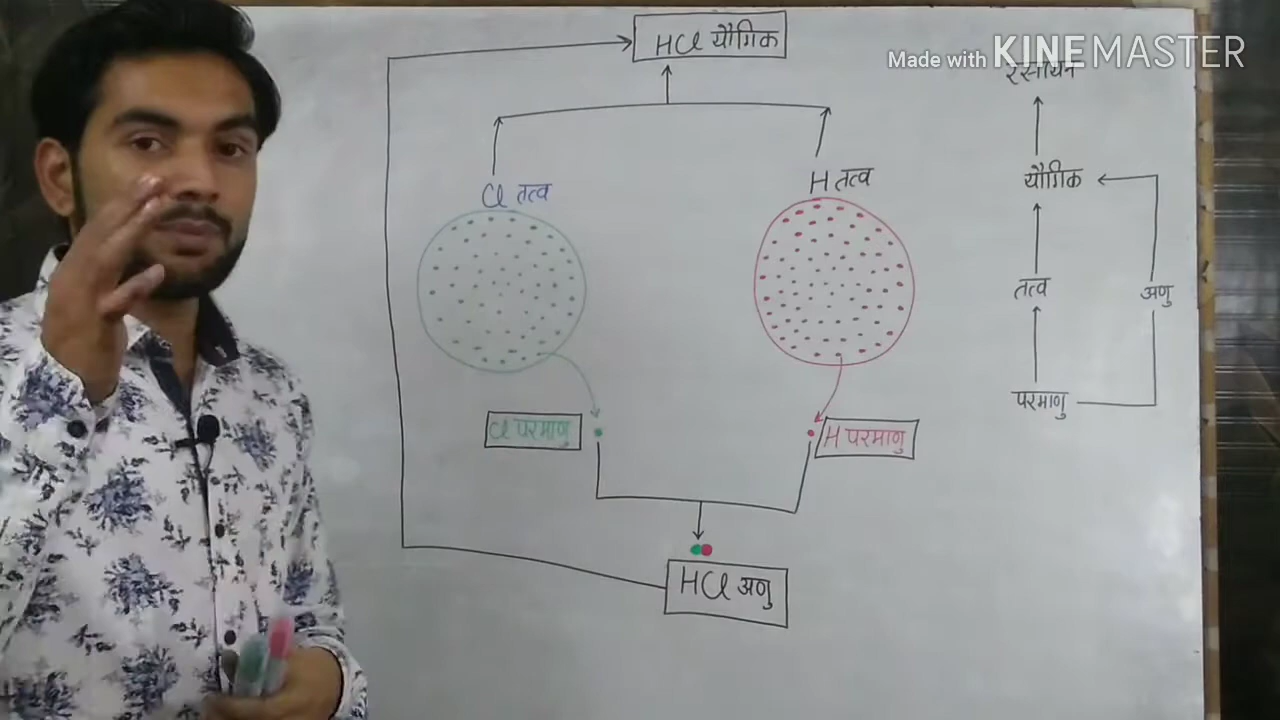 HCl यौगिक
Made with KINEMASTER
रसायन
Cl तत्व
H तत्व
यौगिक
तत्व
अणु
परमाणु
Cl परमाणु
H परमाणु
HCl अणु